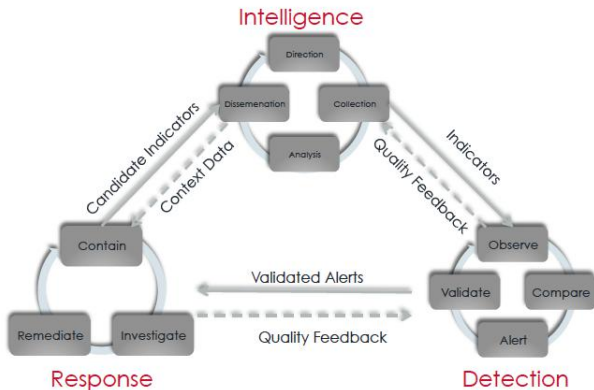 Intelligence
Direction
Dissemenation
Collection
Analysis
Candidate Indicators
Context Data
Indicators
Quality Feedback
Contain
Remediate
Investigate
Response
Validated Alerts
Quality Feedback
Observe
Validate
Compare
Alert
Detection